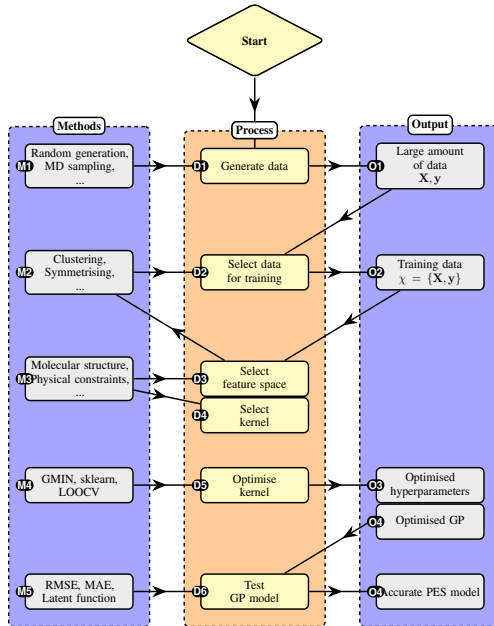 Start
Methods
Process
Output
M1
Random generation,
MD sampling,
...
D1
Generate data
O1
Large amount
of data
X, y
M2
Clustering,
Symmetrising,
...
D2
Select data
for training
O2
Training data
χ = {X, y}
M3
Molecular structure,
Physical constraints,
...
D3
Select
feature space
D4
Select
kernel
M4
GMIN, sklearn,
LOOCV
D5
Optimise
kernel
O3
Optimised
hyperparameters
O4
Optimised GP
M5
RMSE, MAE,
Latent function
D6
Test
GP model
O4
Accurate PES model